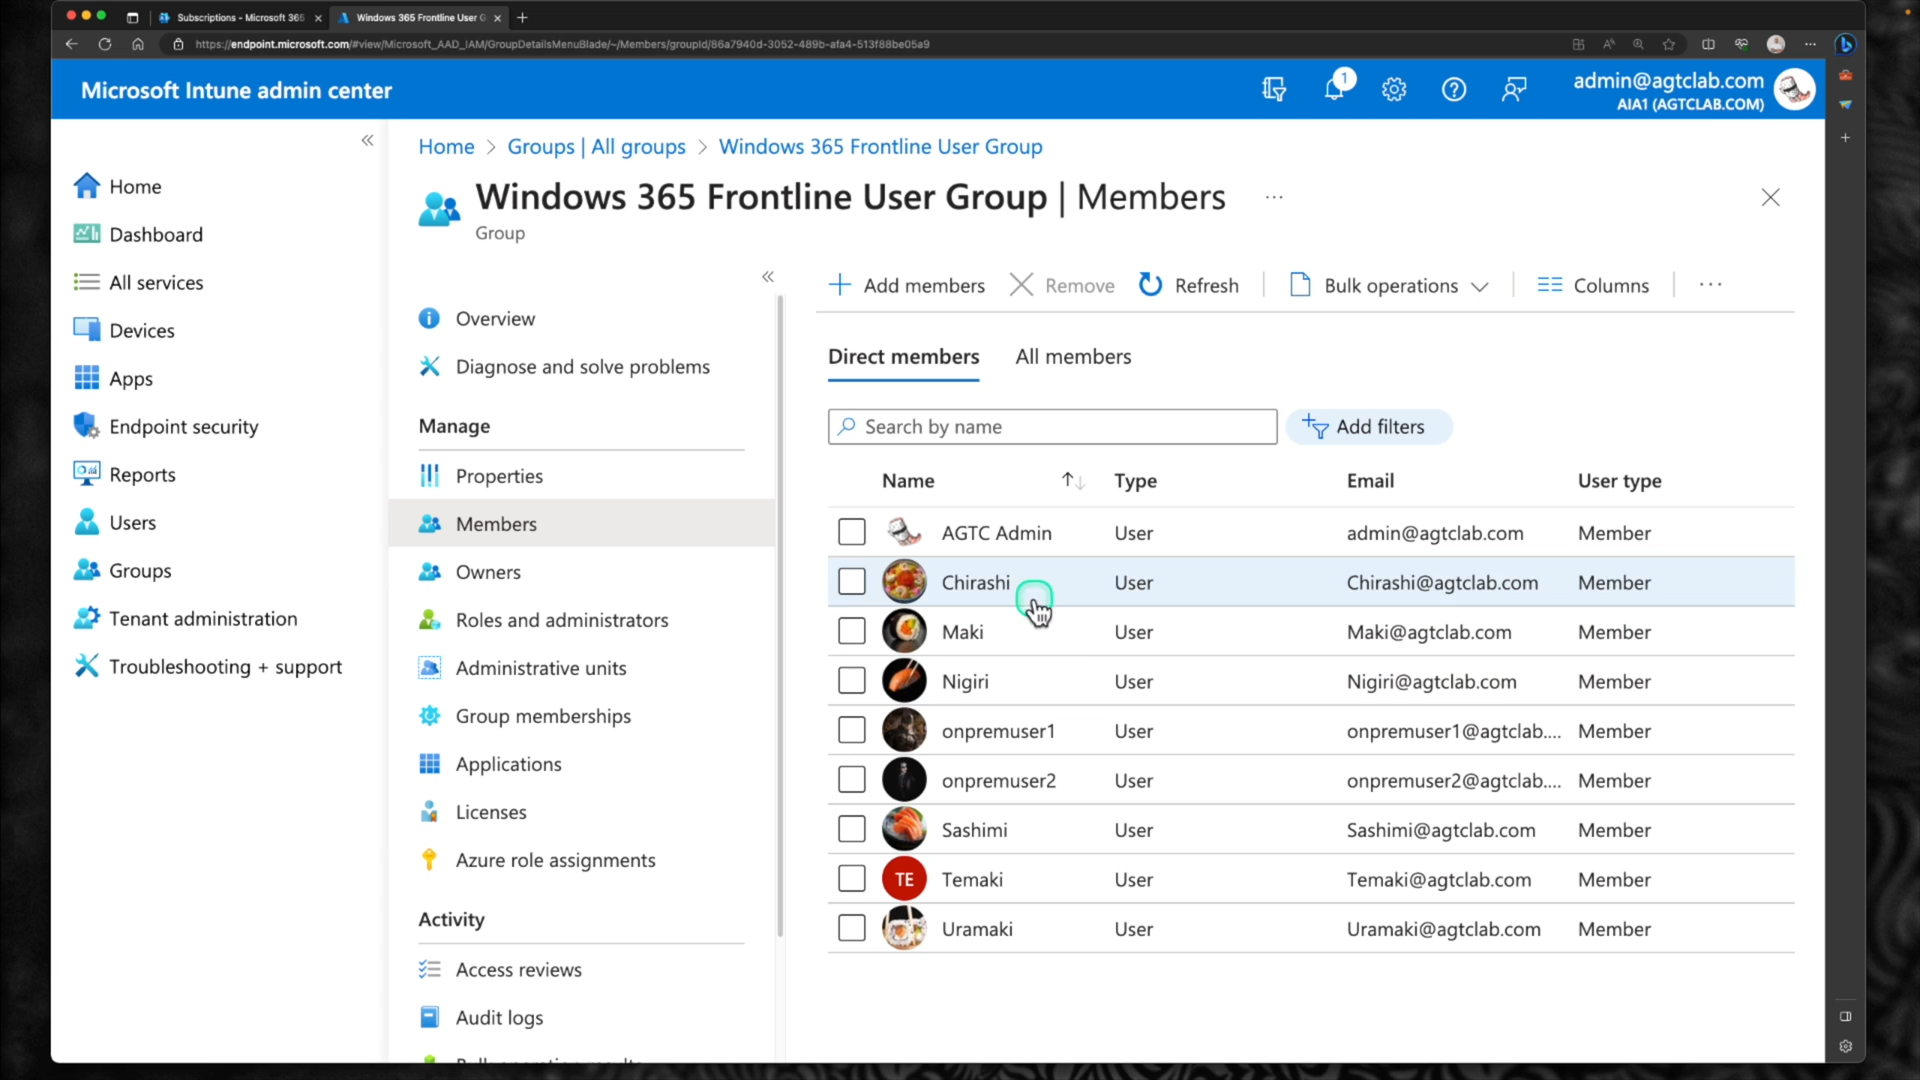 Subscriptions - Microsoft 365
Windows 365 Frontline User G
https://endpoint.microsoft.com/#view/Microsoft_AAD_IAM/GroupDetailsMenuBlade/~/Members/groupId/86a7940d-3052-489b-afa4-513f88be05a9
Microsoft Intune admin center
1
admin@agtclab.com
AIA1 (AGTCLAB.COM)
Home > Groups | All groups > Windows 365 Frontline User Group
Windows 365 Frontline User Group | Members
Group
Home
Dashboard
All services
Devices
Apps
Endpoint security
Reports
Users
Groups
Tenant administration
Troubleshooting + support
Overview
Diagnose and solve problems
Manage
Properties
Members
Owners
Roles and administrators
Administrative units
Group memberships
Applications
Licenses
Azure role assignments
Activity
Access reviews
Audit logs
Add members Remove Refresh Bulk operations Columns
Direct members All members
Search by name Add filters
Name Type Email User type
AGTC Admin User admin@agtclab.com Member
Chirashi User Chirashi@agtclab.com Member
Maki User Maki@agtclab.com Member
Nigiri User Nigiri@agtclab.com Member
onpremuser1 User onpremuser1@agtclab.... Member
onpremuser2 User onpremuser2@agtclab.... Member
Sashimi User Sashimi@agtclab.com Member
TE Temaki User Temaki@agtclab.com Member
Uramaki User Uramaki@agtclab.com Member